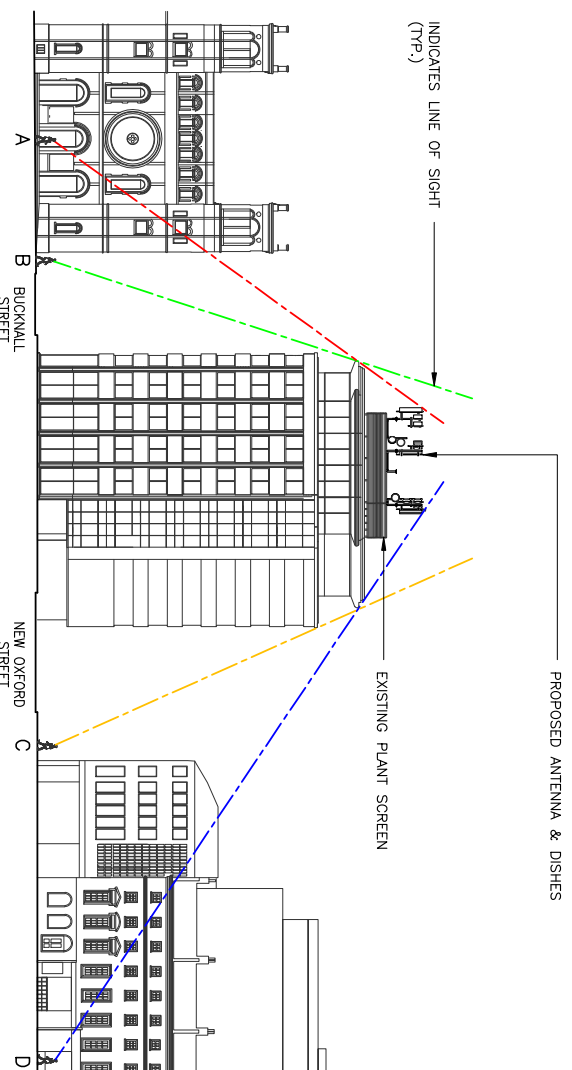 PROPOSED ANTENNA & DISHES
INDICATES LINE OF SIGHT
(TYP.)
EXISTING PLANT SCREEN
A
B
BUCKNALL
STREET
NEW OXFORD
STREET
C
D